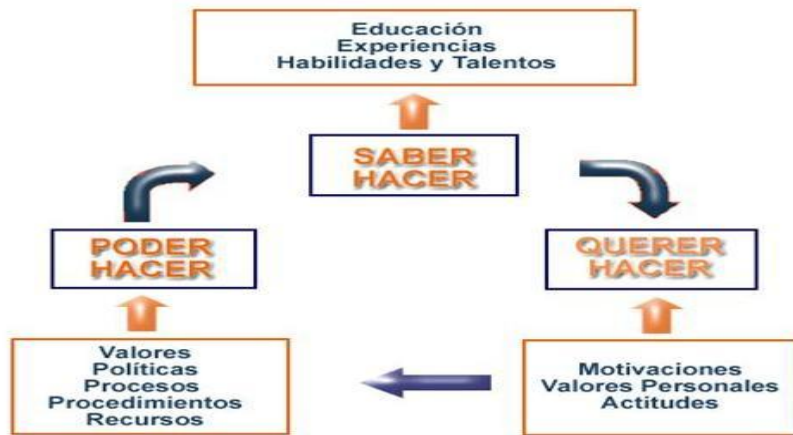 Educación
Experiencias
Habilidades y Talentos
SABER
HACER
PODER
HACER
QUERER
HACER
Valores
Políticas
Procesos
Procedimientos
Recursos
Motivaciones
Valores Personales
Actitudes